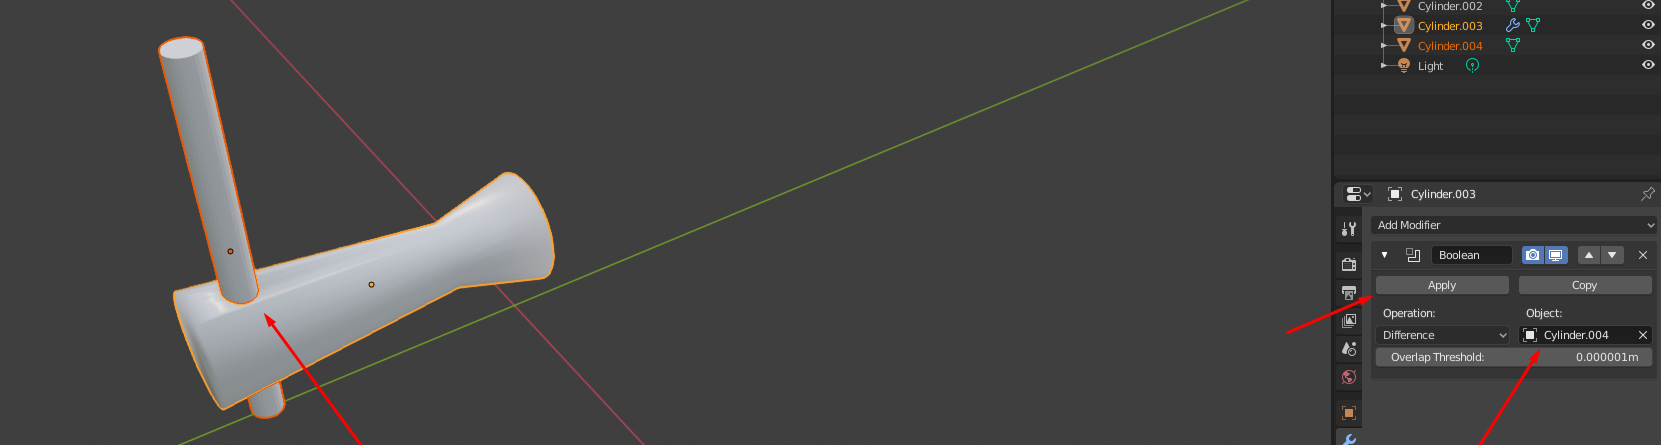 Cylinder.002
Cylinder.003
Cylinder.004
Light
Cylinder.003
Add Modifier
Boolean
Apply Copy
Operation: Object:
Difference Cylinder.004
Overlap Threshold: 0.000001m